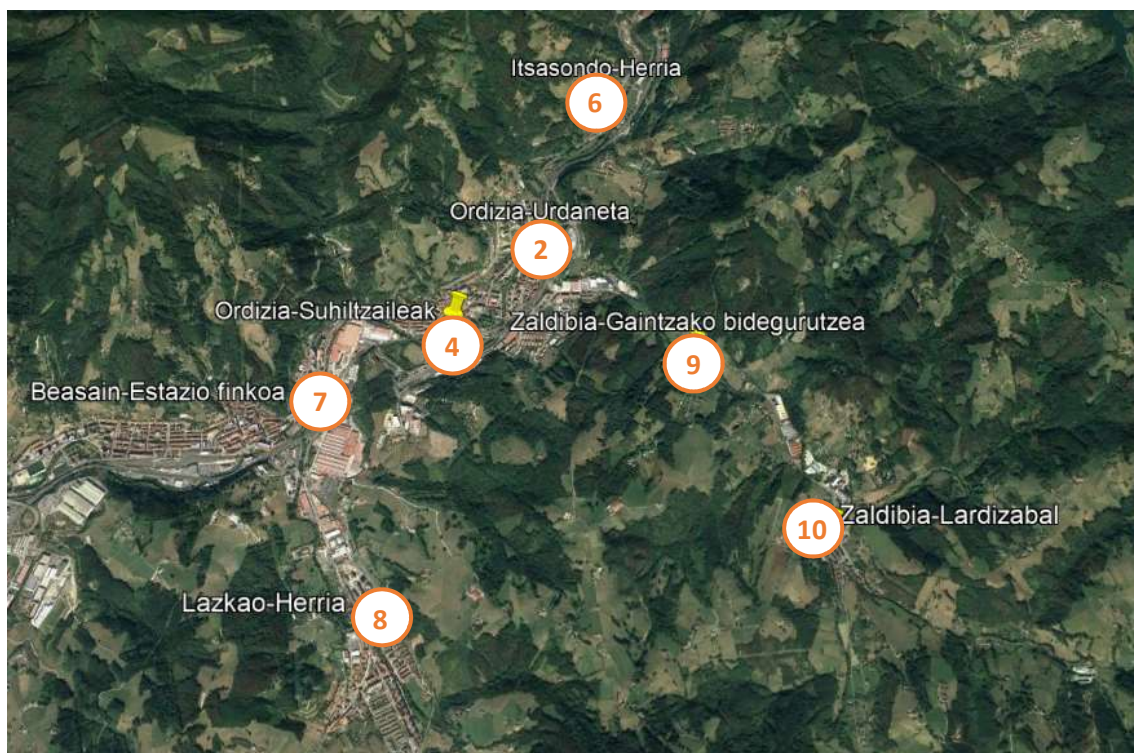 Itsasondo-Herria
6
Ordizia-Urdaneta
2
Ordizia-Suhiltzaileak
4
Zaldibia-Gaintzako bidegurutzea
9
Beasain-Estazio finkoa
7
10
Zaldibia-Lardizabal
Lazkao-Herria
8